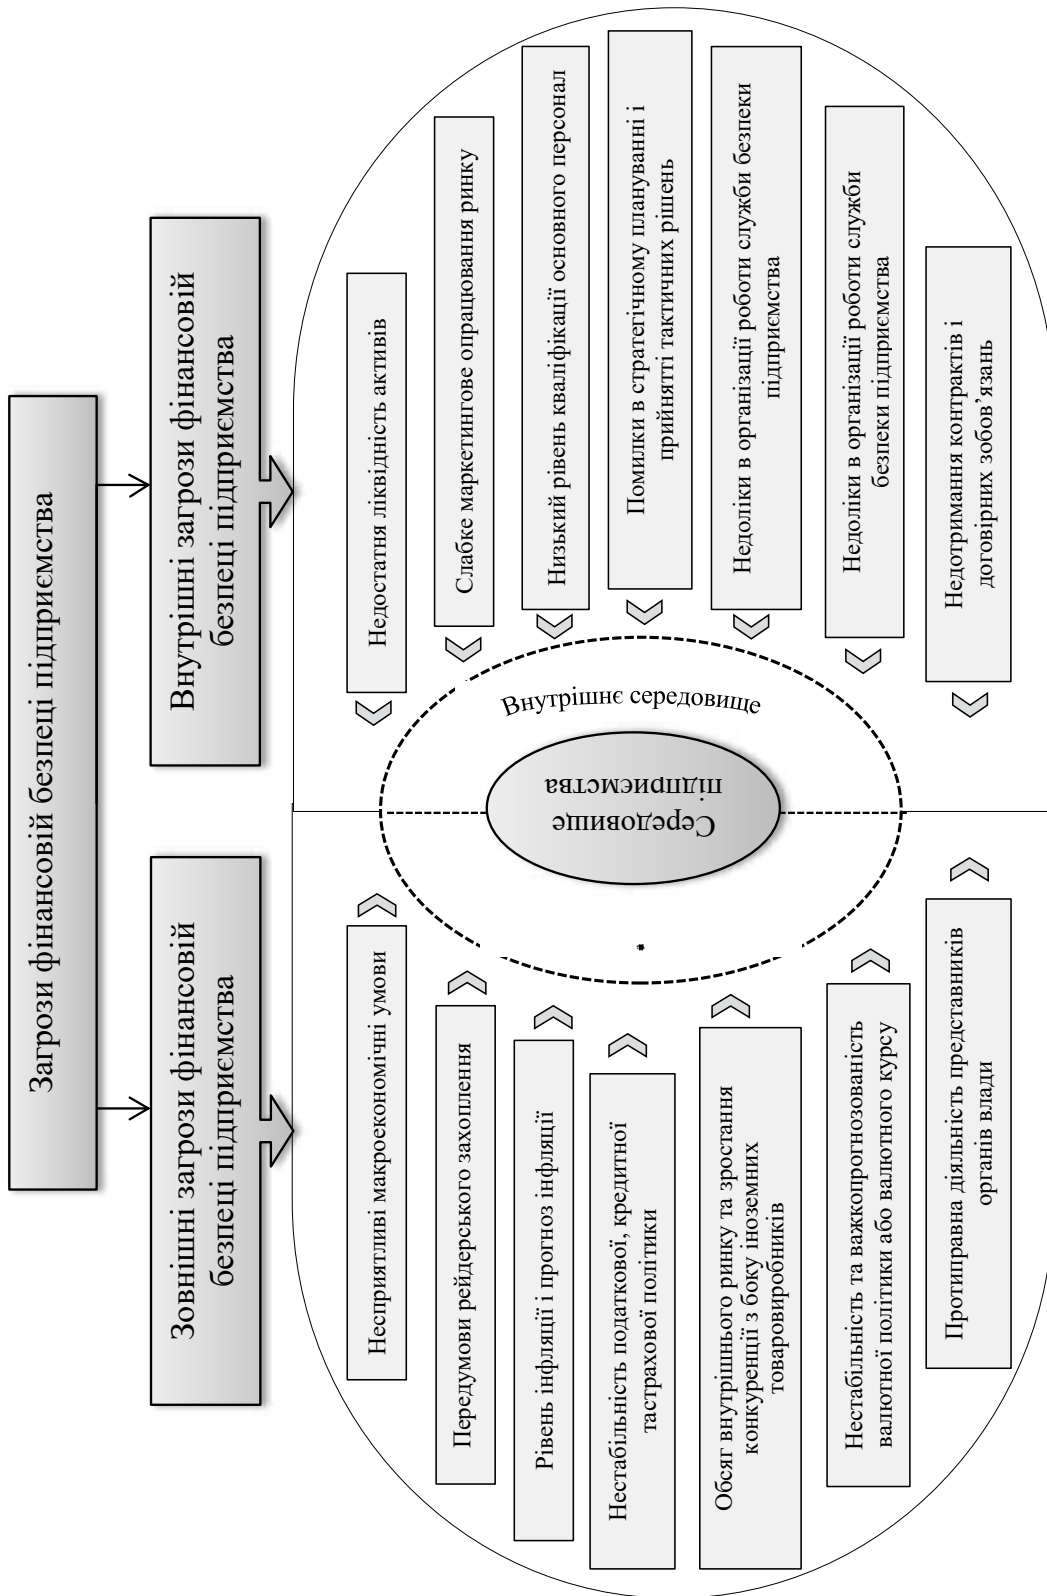 Загрози фінансовій безпеці підприємства
Зовнішні загрози фінансовій
безпеці підприємства
Внутрішні загрози фінансовій
безпеці підприємства
Несприятливі макроекономічні умови
Передумови рейдерського захоплення
Рівень інфляції і прогноз інфляції
Нестабільність податкової, кредитної
тастрахової політики
Обсяг внутрішнього ринку та зростання
конкуренції з боку іноземних
товаровиробників
Нестабільність та важкопрогнозованість
валютної політики або валютного курсу
Протиправна діяльність представників
органів влади
Середовище
підприємства
Внутрішнє середовище
Недостатня ліквідність активів
Слабке маркетингове опрацювання ринку
Низький рівень кваліфікації основного персонал
Помилки в стратегічному плануванні і
прийнятті тактичних рішень
Недоліки в організації роботи служби безпеки
підприємства
Недоліки в організації роботи служби
безпеки підприємства
Недотримання контрактів і
договірних зобов’язань